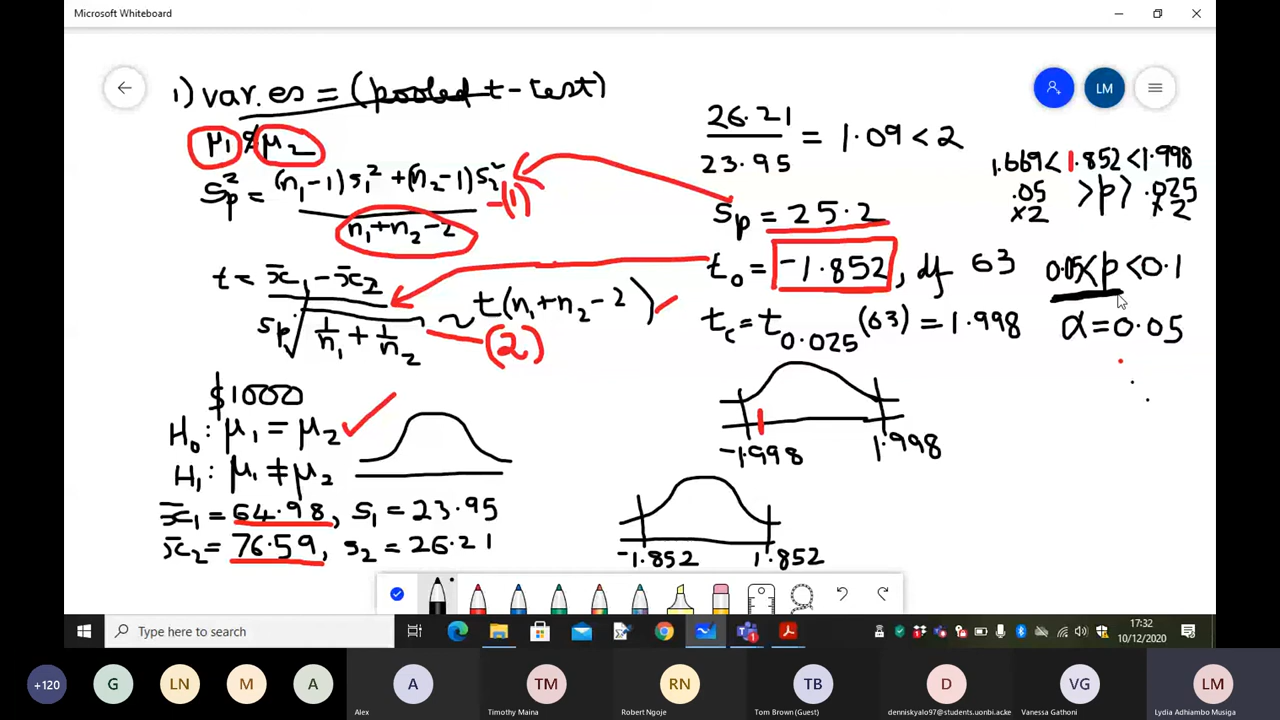 Microsoft Whiteboard
1) var.es = (pooled t-test)
μ1 & μ2
Sp² = (n1-1)s1² + (n2-1)s2² -(1)
n1+n2-2
t = x̄1 - x̄2
sp√ 1/n1 + 1/n2
~ t(n1+n2-2)
(2)
$1000
H0: μ1 = μ2
H1: μ1 ≠ μ2
x̄1 = 64.98, s1 = 23.95
x̄2 = 76.59, s2 = 26.21
26.21
23.95
= 1.09 < 2
sp = 25.2
t0 = -1.852, df 63
tc = t0.025 (63) = 1.998
-1.998
1.998
-1.852
1.852
1.669 < 1.852 < 1.998
.05 > p > .025
x2 x2
0.05 < p < 0.1
α = 0.05
LM
Type here to search
17:32
10/12/2020
+120
G
LN
M
A
A
TM
RN
TB
D
VG
LM
Alex
Timothy Maina
Robert Ngoje
Tom Brown (Guest)
denniskyalo97@students.uonbi.acke
Vanessa Gathoni
Lydia Adhiambo Musiga